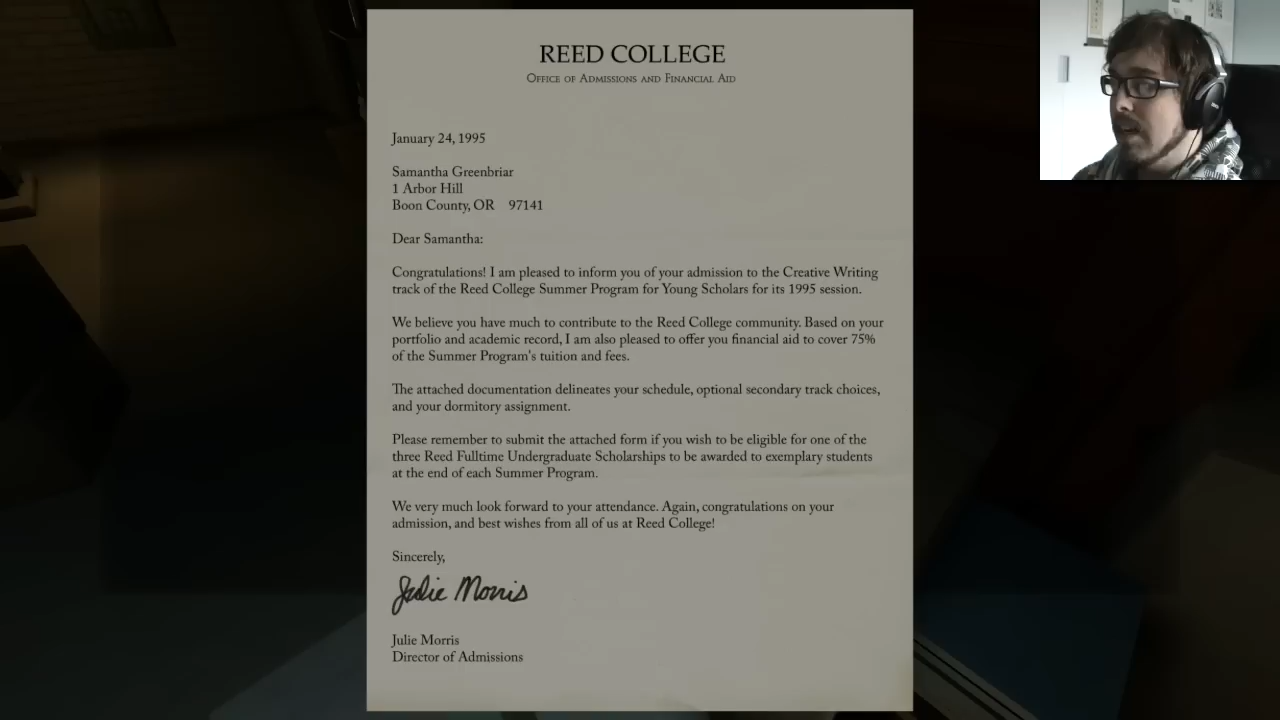 REED COLLEGE
Office of Admissions and Financial Aid
January 24, 1995
Samantha Greenbriar
1 Arbor Hill
Boon County, OR 97141
Dear Samantha:
Congratulations! I am pleased to inform you of your admission to the Creative Writing
track of the Reed College Summer Program for Young Scholars for its 1995 session.
We believe you have much to contribute to the Reed College community. Based on your
portfolio and academic record, I am also pleased to offer you financial aid to cover 75%
of the Summer Program's tuition and fees.
The attached documentation delineates your schedule, optional secondary track choices,
and your dormitory assignment.
Please remember to submit the attached form if you wish to be eligible for one of the
three Reed Fulltime Undergraduate Scholarships to be awarded to exemplary students
at the end of each Summer Program.
We very much look forward to your attendance. Again, congratulations on your
admission, and best wishes from all of us at Reed College!
Sincerely,
Julie Morris
Julie Morris
Director of Admissions